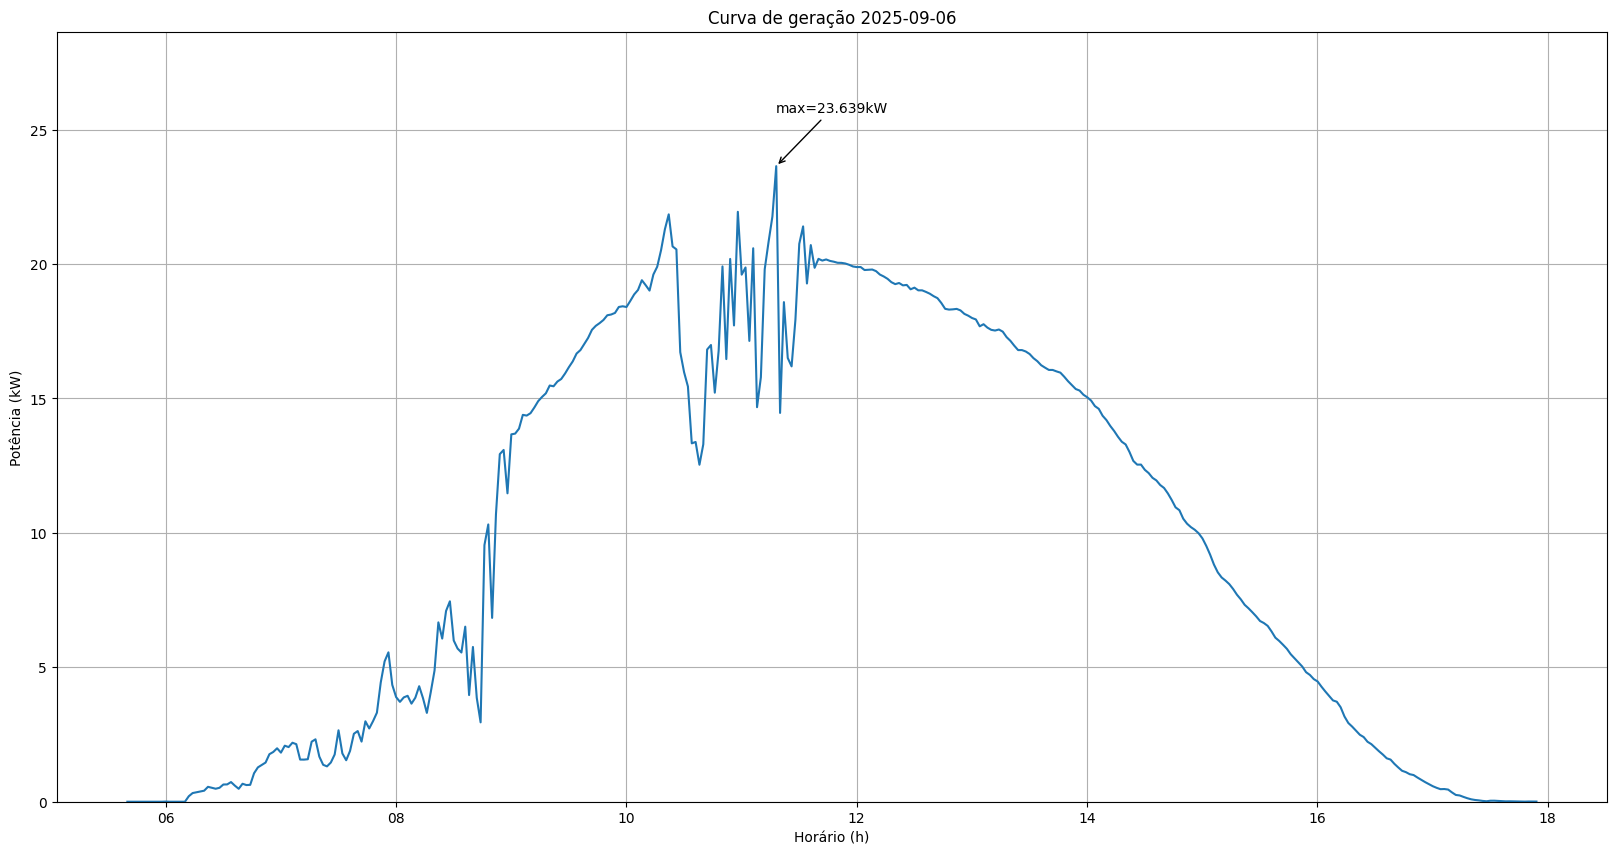 Curva de geração 2025-09-06
max=23.639kW
25
20
15
10
5
0
Potência (kW)
06 08 10 12 14 16 18
Horário (h)